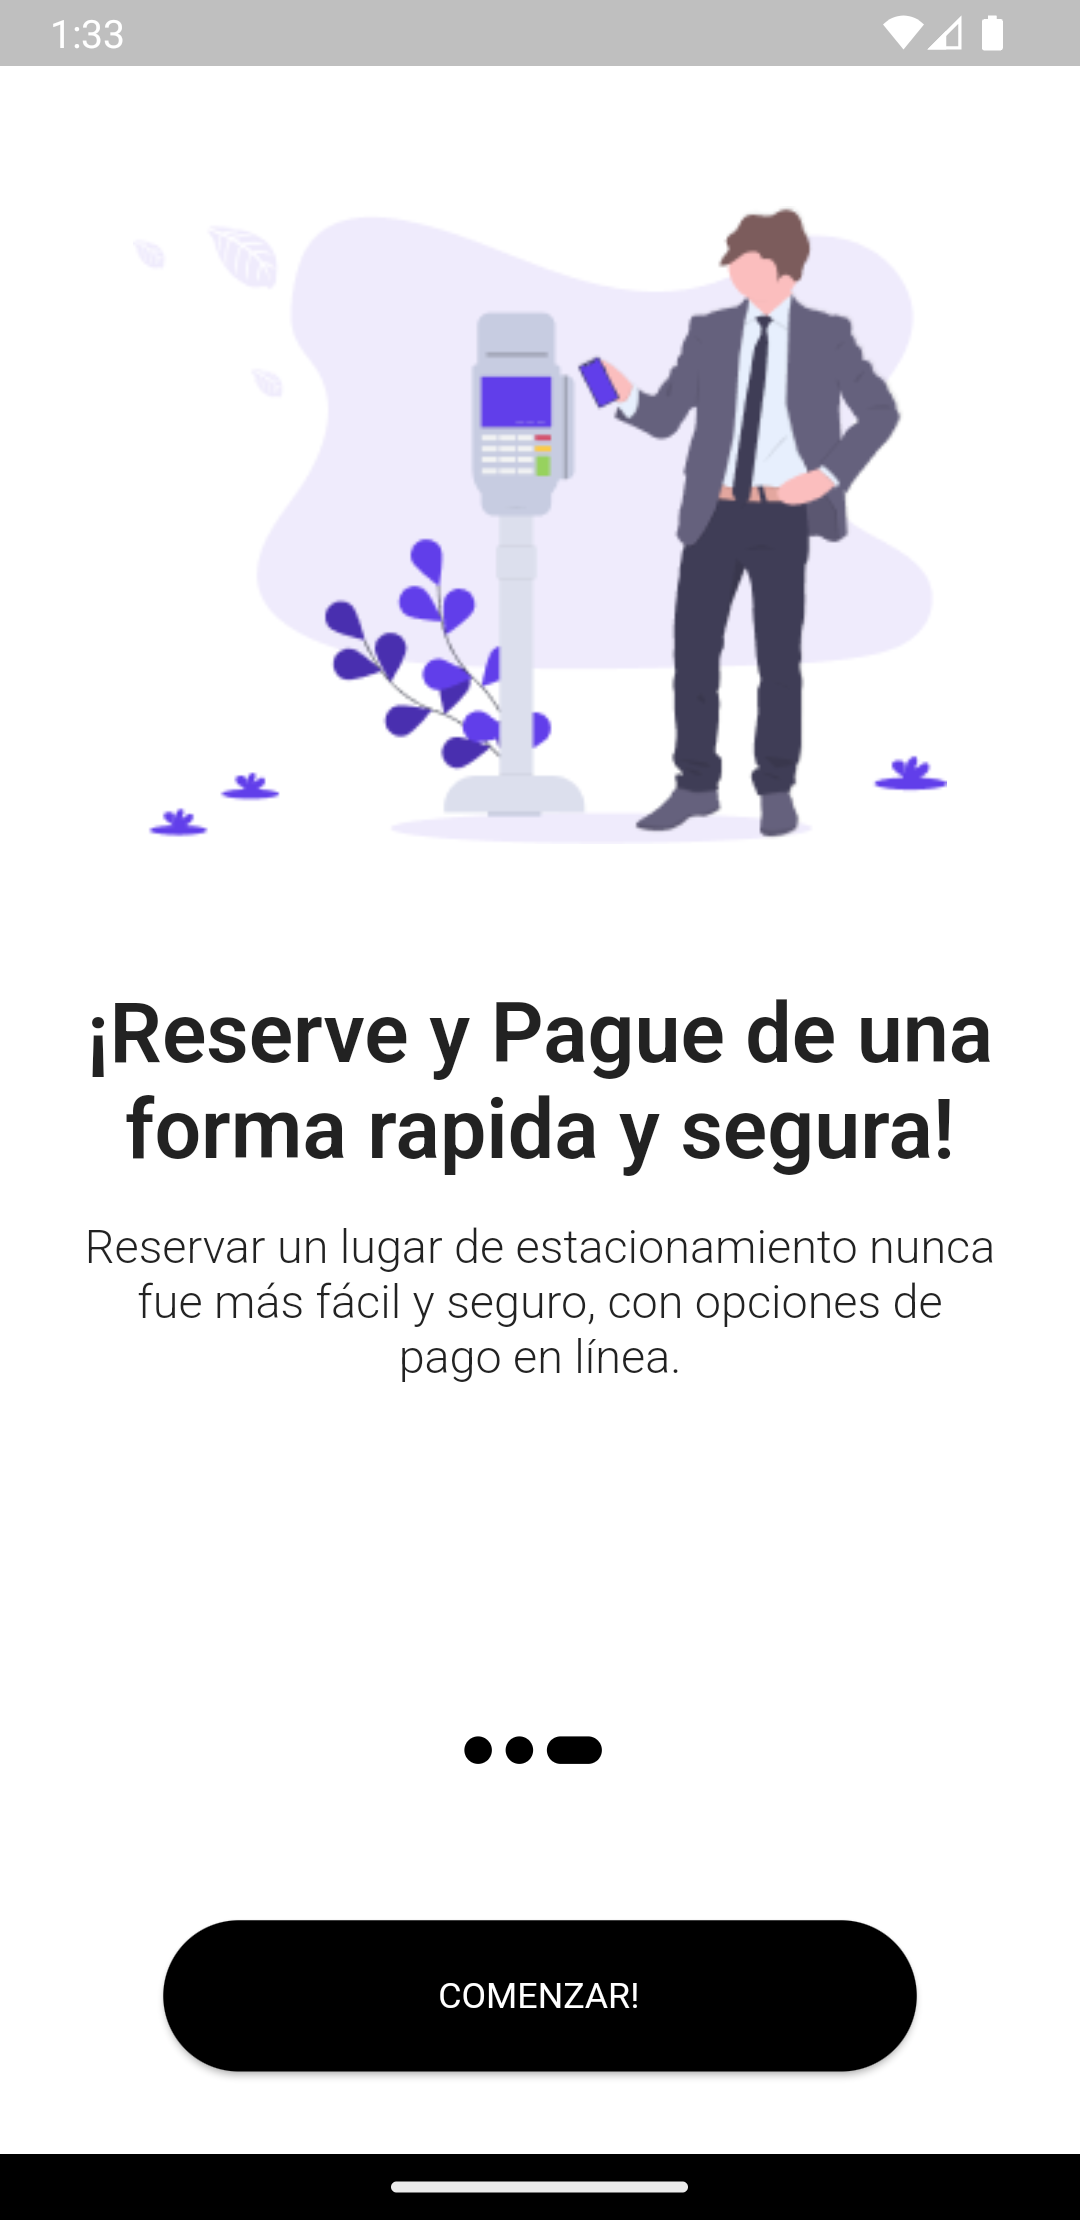 1:33
¡Reserve y Pague de una
forma rapida y segura!
Reservar un lugar de estacionamiento nunca
fue más fácil y seguro, con opciones de
pago en línea.
COMENZAR!